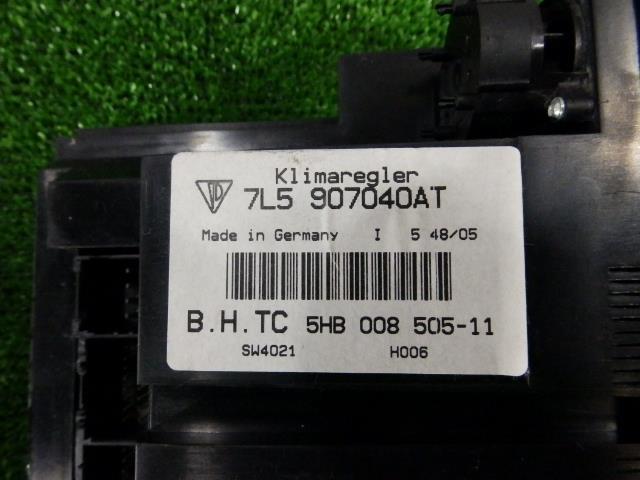 Klimaregler
7L5 907040AT
Made in Germany I 5 48/05
B.H.TC 5HB 008 505-11
SW4021 H006